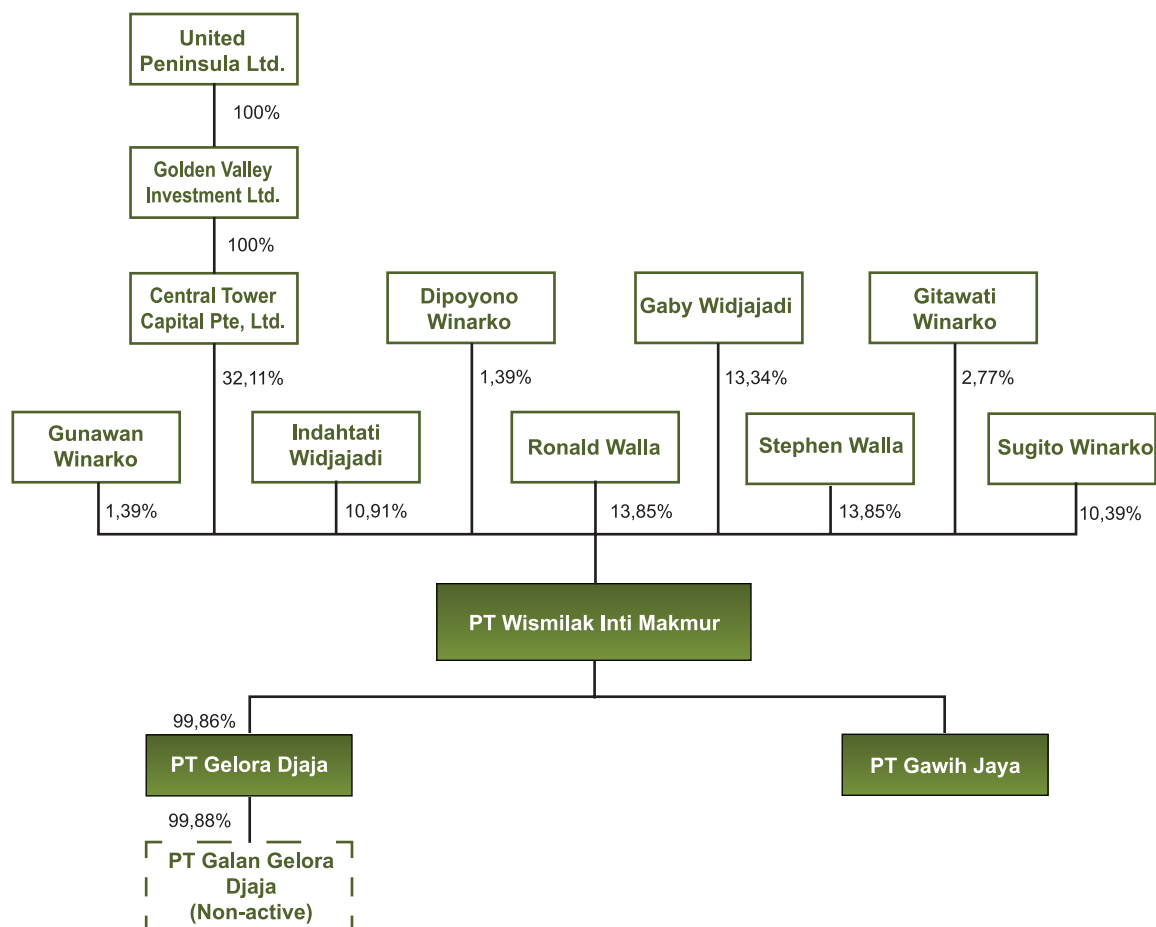 United
Peninsula Ltd.
100%
Golden Valley
Investment Ltd.
100%
Central Tower
Capital Pte, Ltd.
Dipoyono
Winarko
Gaby Widjajadi
Gitawati
Winarko
32,11%
1,39%
13,34%
2,77%
Gunawan
Winarko
Indahtati
Widjajadi
Ronald Walla
Stephen Walla
Sugito Winarko
1,39%
10,91%
13,85%
13,85%
10,39%
PT Wismilak Inti Makmur
99,86%
PT Gelora Djaja
PT Gawih Jaya
99,88%
PT Galan Gelora
Djaja
(Non-active)